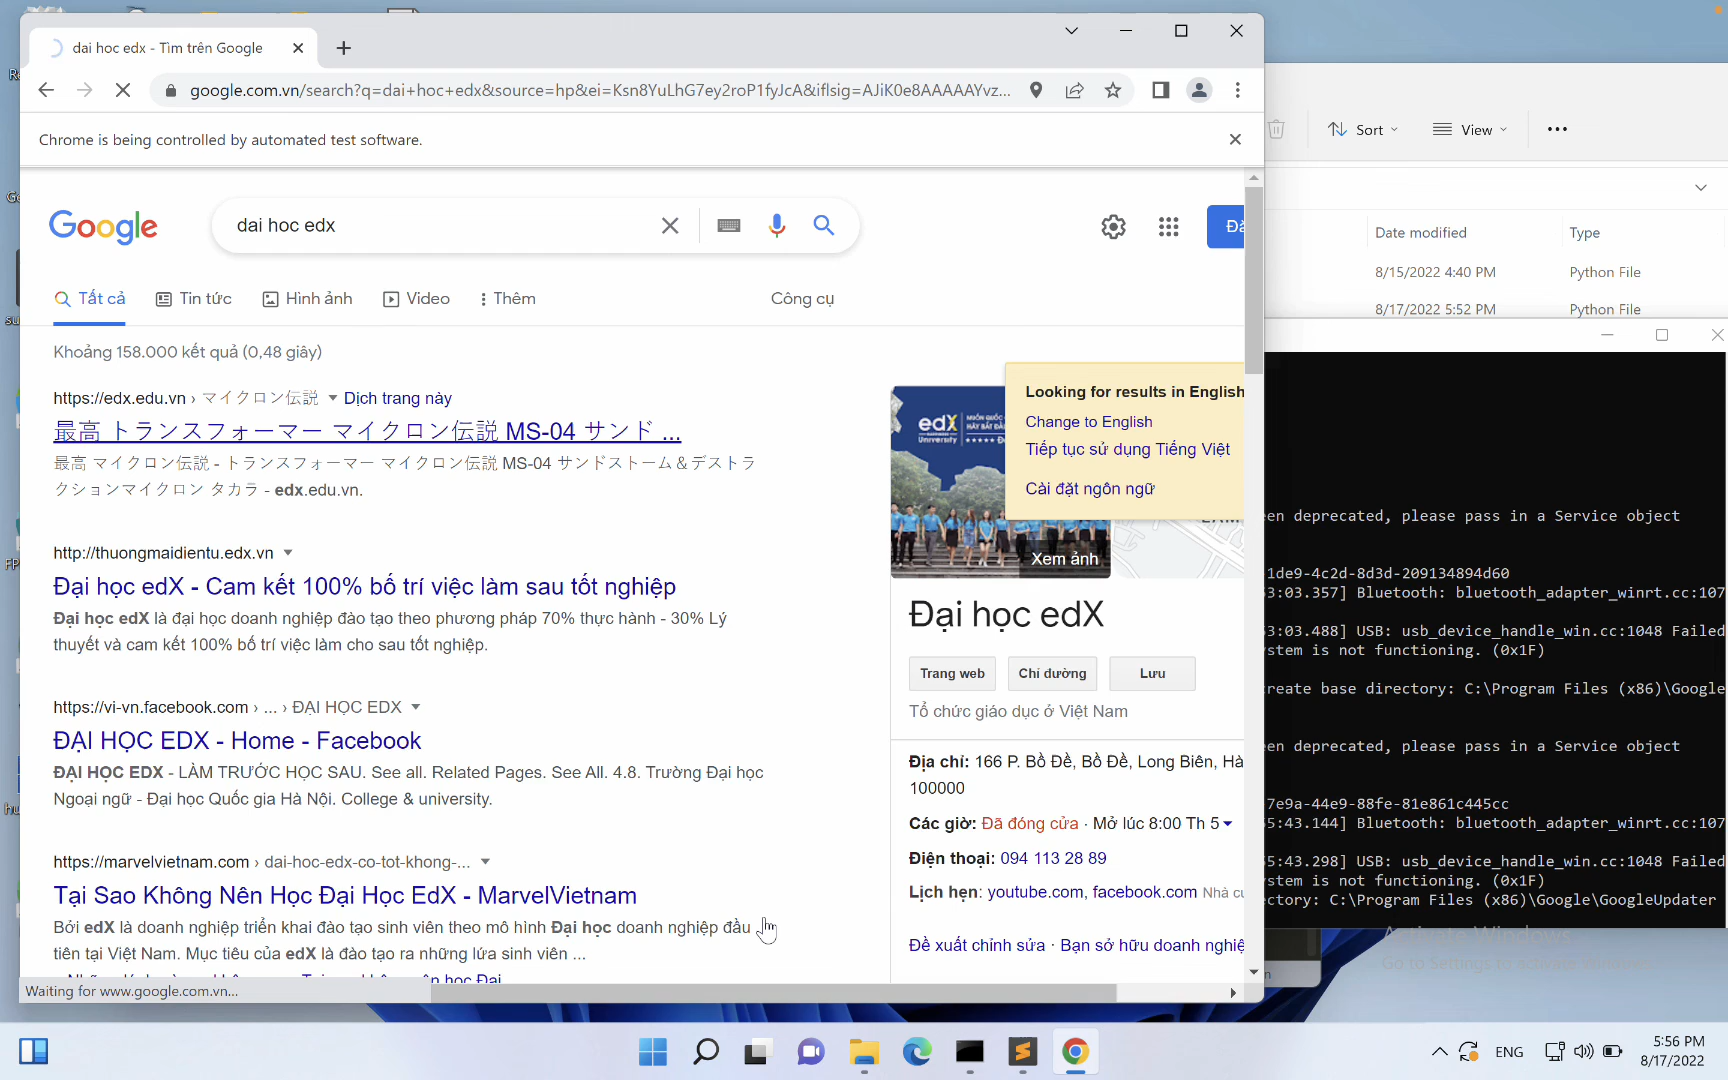 dai hoc edx - Tìm trên Google
google.com.vn/search?q=dai+hoc+edx&source=hp&ei=Ksn8YuLhG7ey2roP1fyJcA&iflsig=AJiK0e8AAAAAYvz...
Chrome is being controlled by automated test software.
Google
dai hoc edx
Tất cả
Tin tức
Hình ảnh
Video
Thêm
Công cụ
Khoảng 158.000 kết quả (0,48 giây)
https://edx.edu.vn › マイクロン伝説 Dịch trang này
最高 トランスフォーマー マイクロン伝説 MS-04 サンド ...
最高 マイクロン伝説 - トランスフォーマー マイクロン伝説 MS-04 サンドストーム＆デストラ
クションマイクロン タカラ - edx.edu.vn.
http://thuongmaidientu.edx.vn
Đại học edX - Cam kết 100% bố trí việc làm sau tốt nghiệp
Đại học edX là đại học doanh nghiệp đào tạo theo phương pháp 70% thực hành - 30% Lý
thuyết và cam kết 100% bố trí việc làm cho sau tốt nghiệp.
https://vi-vn.facebook.com › ... › ĐẠI HỌC EDX
ĐẠI HỌC EDX - Home - Facebook
ĐẠI HỌC EDX - LÀM TRƯỚC HỌC SAU. See all. Related Pages. See All. 4.8. Trường Đại học
Ngoại ngữ - Đại học Quốc gia Hà Nội. College & university.
https://marvelvietnam.com › dai-hoc-edx-co-tot-khong-...
Tại Sao Không Nên Học Đại Học EdX - MarvelVietnam
Bởi edX là doanh nghiệp triển khai đào tạo sinh viên theo mô hình Đại học doanh nghiệp đầu
tiên tại Việt Nam. Mục tiêu của edX là đào tạo ra những lứa sinh viên ...
Waiting for www.google.com.vn...
Looking for results in English
Change to English
Tiếp tục sử dụng Tiếng Việt
Cài đặt ngôn ngữ
edX
University
Xem ảnh
Đại học edX
Trang web
Chỉ đường
Lưu
Tổ chức giáo dục ở Việt Nam
Địa chỉ: 166 P. Bồ Đề, Bồ Đề, Long Biên, Hà
100000
Các giờ: Đã đóng cửa · Mở lúc 8:00 Th 5
Điện thoại: 094 113 28 89
Lịch hẹn: youtube.com, facebook.com
Đề xuất chỉnh sửa · Bạn sở hữu doanh nghiệ
Sort
View
Date modified
Type
8/15/2022 4:40 PM
Python File
8/17/2022 5:52 PM
Python File
en deprecated, please pass in a Service object
1de9-4c2d-8d3d-209134894d60
3:03.357] Bluetooth: bluetooth_adapter_winrt.cc:107
3:03.488] USB: usb_device_handle_win.cc:1048 Failed
stem is not functioning. (0x1F)
reate base directory: C:\Program Files (x86)\Google
en deprecated, please pass in a Service object
7e9a-44e9-88fe-81e861c445cc
5:43.144] Bluetooth: bluetooth_adapter_winrt.cc:107
5:43.298] USB: usb_device_handle_win.cc:1048 Failed
stem is not functioning. (0x1F)
ectory: C:\Program Files (x86)\Google\GoogleUpdater
Activate Windows
Go to Settings to activate Windows.
ENG
5:56 PM
8/17/2022